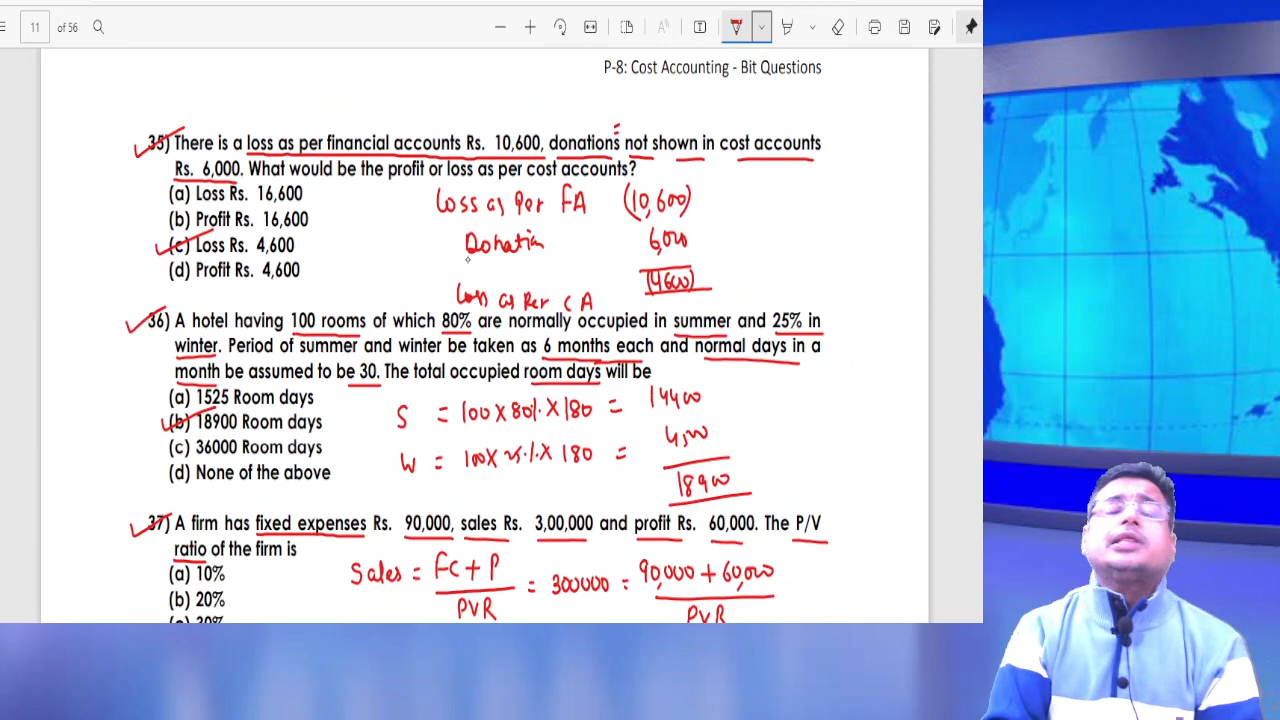 11 of 56
P-8: Cost Accounting - Bit Questions
35) There is a loss as per financial accounts Rs. 10,600, donations not shown in cost accounts
Rs. 6,000. What would be the profit or loss as per cost accounts?
(a) Loss Rs. 16,600
(b) Profit Rs. 16,600
(c) Loss Rs. 4,600
(d) Profit Rs. 4,600
Loss as Per FA (10,600)
Donation 6,000
(4600)
Loss as Per CA
36) A hotel having 100 rooms of which 80% are normally occupied in summer and 25% in
winter. Period of summer and winter be taken as 6 months each and normal days in a
month be assumed to be 30. The total occupied room days will be
(a) 1525 Room days
(b) 18900 Room days
(c) 36000 Room days
(d) None of the above
S = 100 X 80% X 180 = 14400
W = 100 X 25% X 180 = 4,500
18900
37) A firm has fixed expenses Rs. 90,000, sales Rs. 3,00,000 and profit Rs. 60,000. The P/V
ratio of the firm is
(a) 10%
(b) 20%
Sales = FC + P / PVR = 300000 = 90,000 + 60,000 / PVR